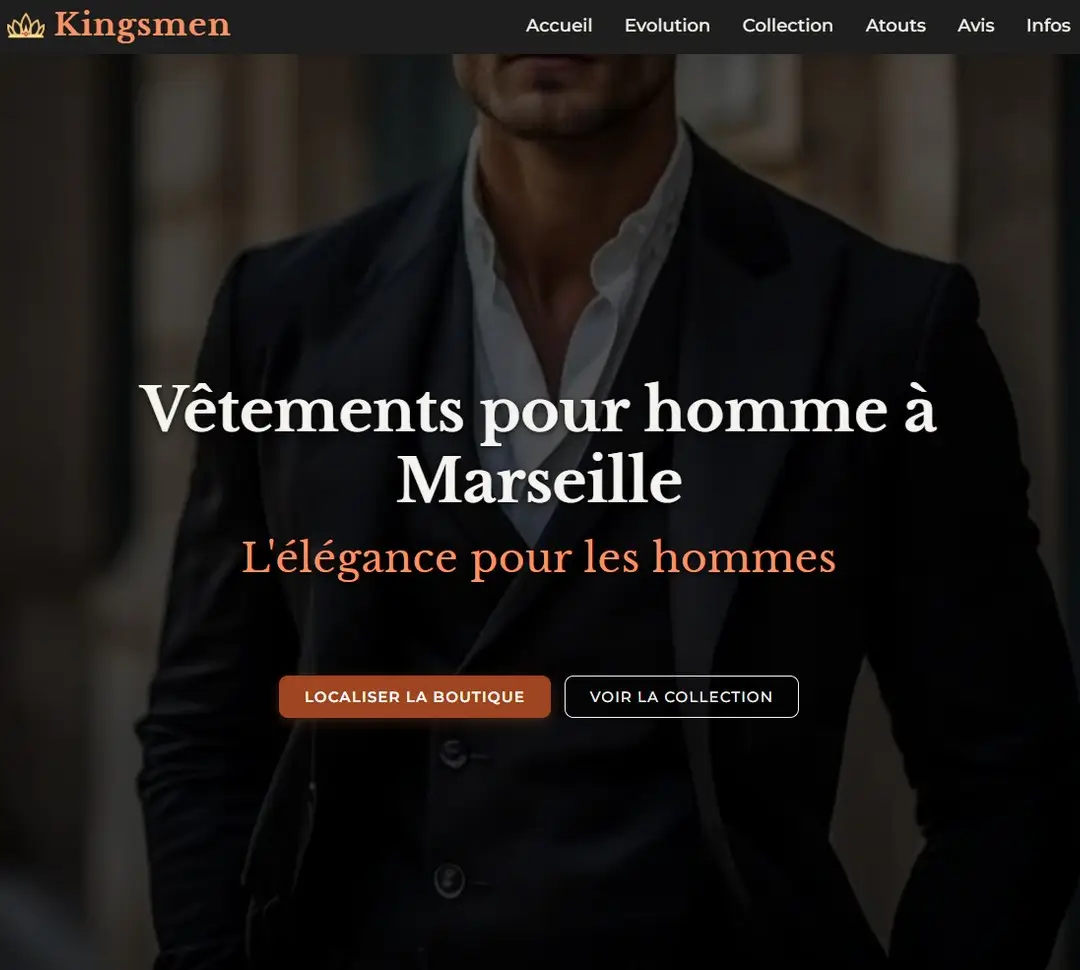 Kingsmen
Accueil Evolution Collection Atouts Avis Infos
Vêtements pour homme à
Marseille
L'élégance pour les hommes
LOCALISER LA BOUTIQUE
VOIR LA COLLECTION